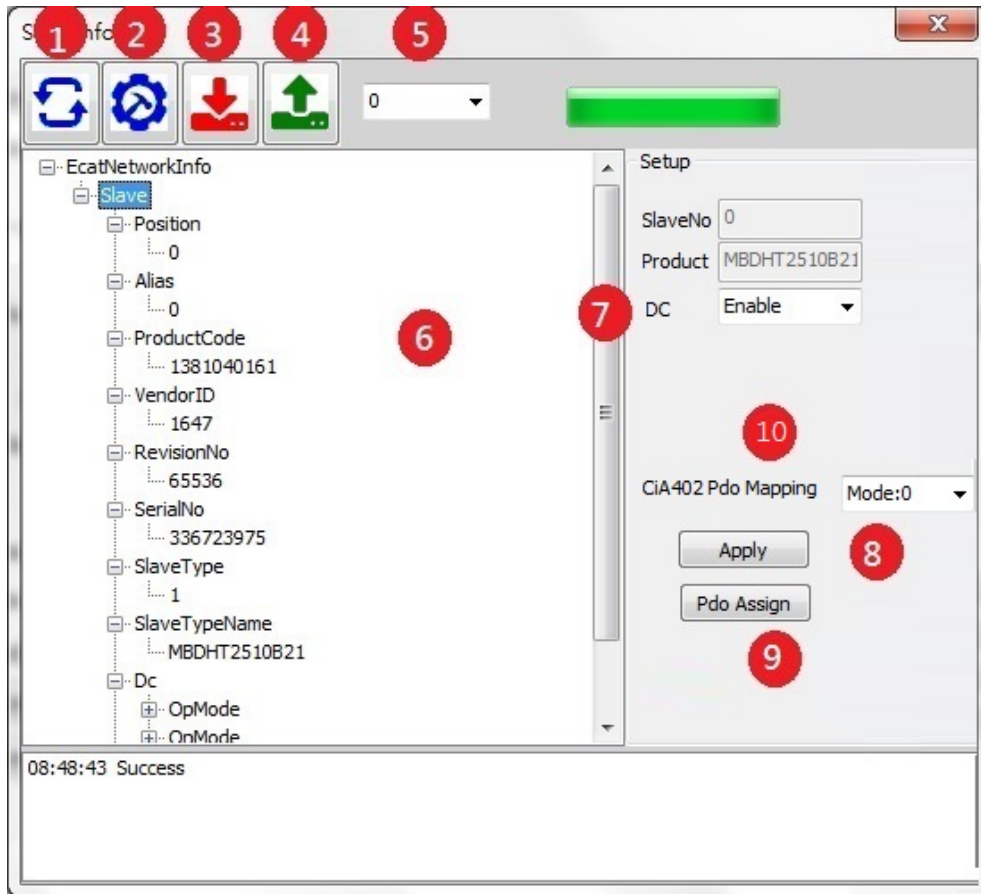 1 2 3 4 5
0
EcatNetworkInfo
Slave
Position
0
Alias
0
ProductCode
1381040161
VendorID
1647
RevisionNo
65536
SerialNo
336723975
SlaveType
1
SlaveTypeName
MBDHT2510B21
Dc
OpMode
OpMode
6
7
Setup
SlaveNo 0
Product MBDHT2510B21
DC Enable
10
CiA402 Pdo Mapping Mode:0
Apply 8
Pdo Assign
9
08:48:43 Success